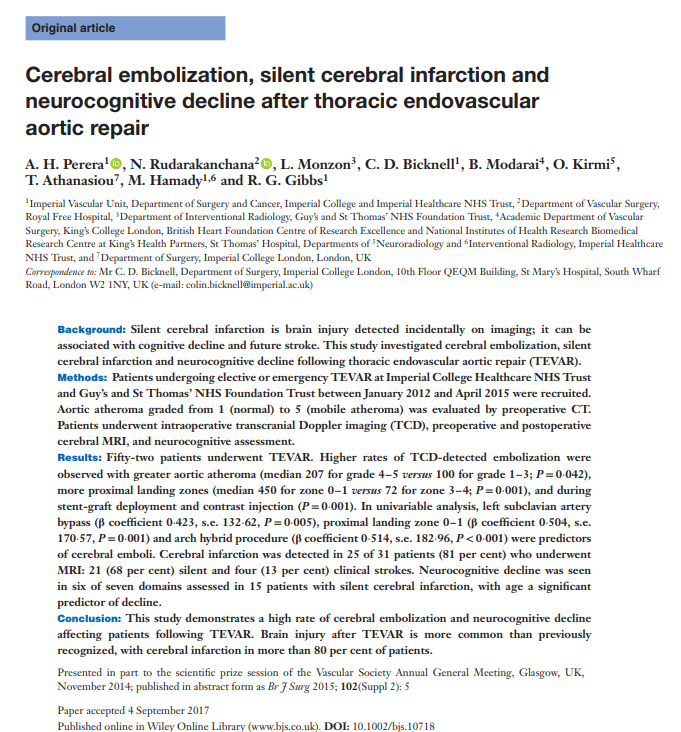 Original article
Cerebral embolization, silent cerebral infarction and
neurocognitive decline after thoracic endovascular
aortic repair
A. H. Perera¹, N. Rudarakanchana², L. Monzon³, C. D. Bicknell¹, B. Modarai⁴, O. Kirmi⁵,
T. Athanasiou⁷, M. Hamady¹,⁶ and R. G. Gibbs¹
¹Imperial Vascular Unit, Department of Surgery and Cancer, Imperial College and Imperial Healthcare NHS Trust, ²Department of Vascular Surgery,
Royal Free Hospital, ³Department of Interventional Radiology, Guy's and St Thomas' NHS Foundation Trust, ⁴Academic Department of Vascular
Surgery, King's College London, British Heart Foundation Centre of Research Excellence and National Institutes of Health Research Biomedical
Research Centre at King's Health Partners, St Thomas' Hospital, Departments of ⁵Neuroradiology and ⁶Interventional Radiology, Imperial Healthcare
NHS Trust, and ⁷Department of Surgery, Imperial College London, London, UK
Correspondence to: Mr C. D. Bicknell, Department of Surgery, Imperial College London, 10th Floor QEQM Building, St Mary's Hospital, South Wharf
Road, London W2 1NY, UK (e-mail: colin.bicknell@imperial.ac.uk)
Background: Silent cerebral infarction is brain injury detected incidentally on imaging; it can be
associated with cognitive decline and future stroke. This study investigated cerebral embolization, silent
cerebral infarction and neurocognitive decline following thoracic endovascular aortic repair (TEVAR).
Methods: Patients undergoing elective or emergency TEVAR at Imperial College Healthcare NHS Trust
and Guy's and St Thomas' NHS Foundation Trust between January 2012 and April 2015 were recruited.
Aortic atheroma graded from 1 (normal) to 5 (mobile atheroma) was evaluated by preoperative CT.
Patients underwent intraoperative transcranial Doppler imaging (TCD), preoperative and postoperative
cerebral MRI, and neurocognitive assessment.
Results: Fifty-two patients underwent TEVAR. Higher rates of TCD-detected embolization were
observed with greater aortic atheroma (median 207 for grade 4–5 versus 100 for grade 1–3; P = 0·042),
more proximal landing zones (median 450 for zone 0–1 versus 72 for zone 3–4; P = 0·001), and during
stent-graft deployment and contrast injection (P = 0·001). In univariable analysis, left subclavian artery
bypass (β coefficient 0·423, s.e. 132·62, P = 0·005), proximal landing zone 0–1 (β coefficient 0·504, s.e.
170·57, P = 0·001) and arch hybrid procedure (β coefficient 0·514, s.e. 182·96, P < 0·001) were predictors
of cerebral emboli. Cerebral infarction was detected in 25 of 31 patients (81 per cent) who underwent
MRI: 21 (68 per cent) silent and four (13 per cent) clinical strokes. Neurocognitive decline was seen
in six of seven domains assessed in 15 patients with silent cerebral infarction, with age a significant
predictor of decline.
Conclusion: This study demonstrates a high rate of cerebral embolization and neurocognitive decline
affecting patients following TEVAR. Brain injury after TEVAR is more common than previously
recognized, with cerebral infarction in more than 80 per cent of patients.
Presented in part to the scientific prize session of the Vascular Society Annual General Meeting, Glasgow, UK,
November 2014; published in abstract form as Br J Surg 2015; 102(Suppl 2): 5
Paper accepted 4 September 2017
Published online in Wiley Online Library (www.bjs.co.uk). DOI: 10.1002/bjs.10718